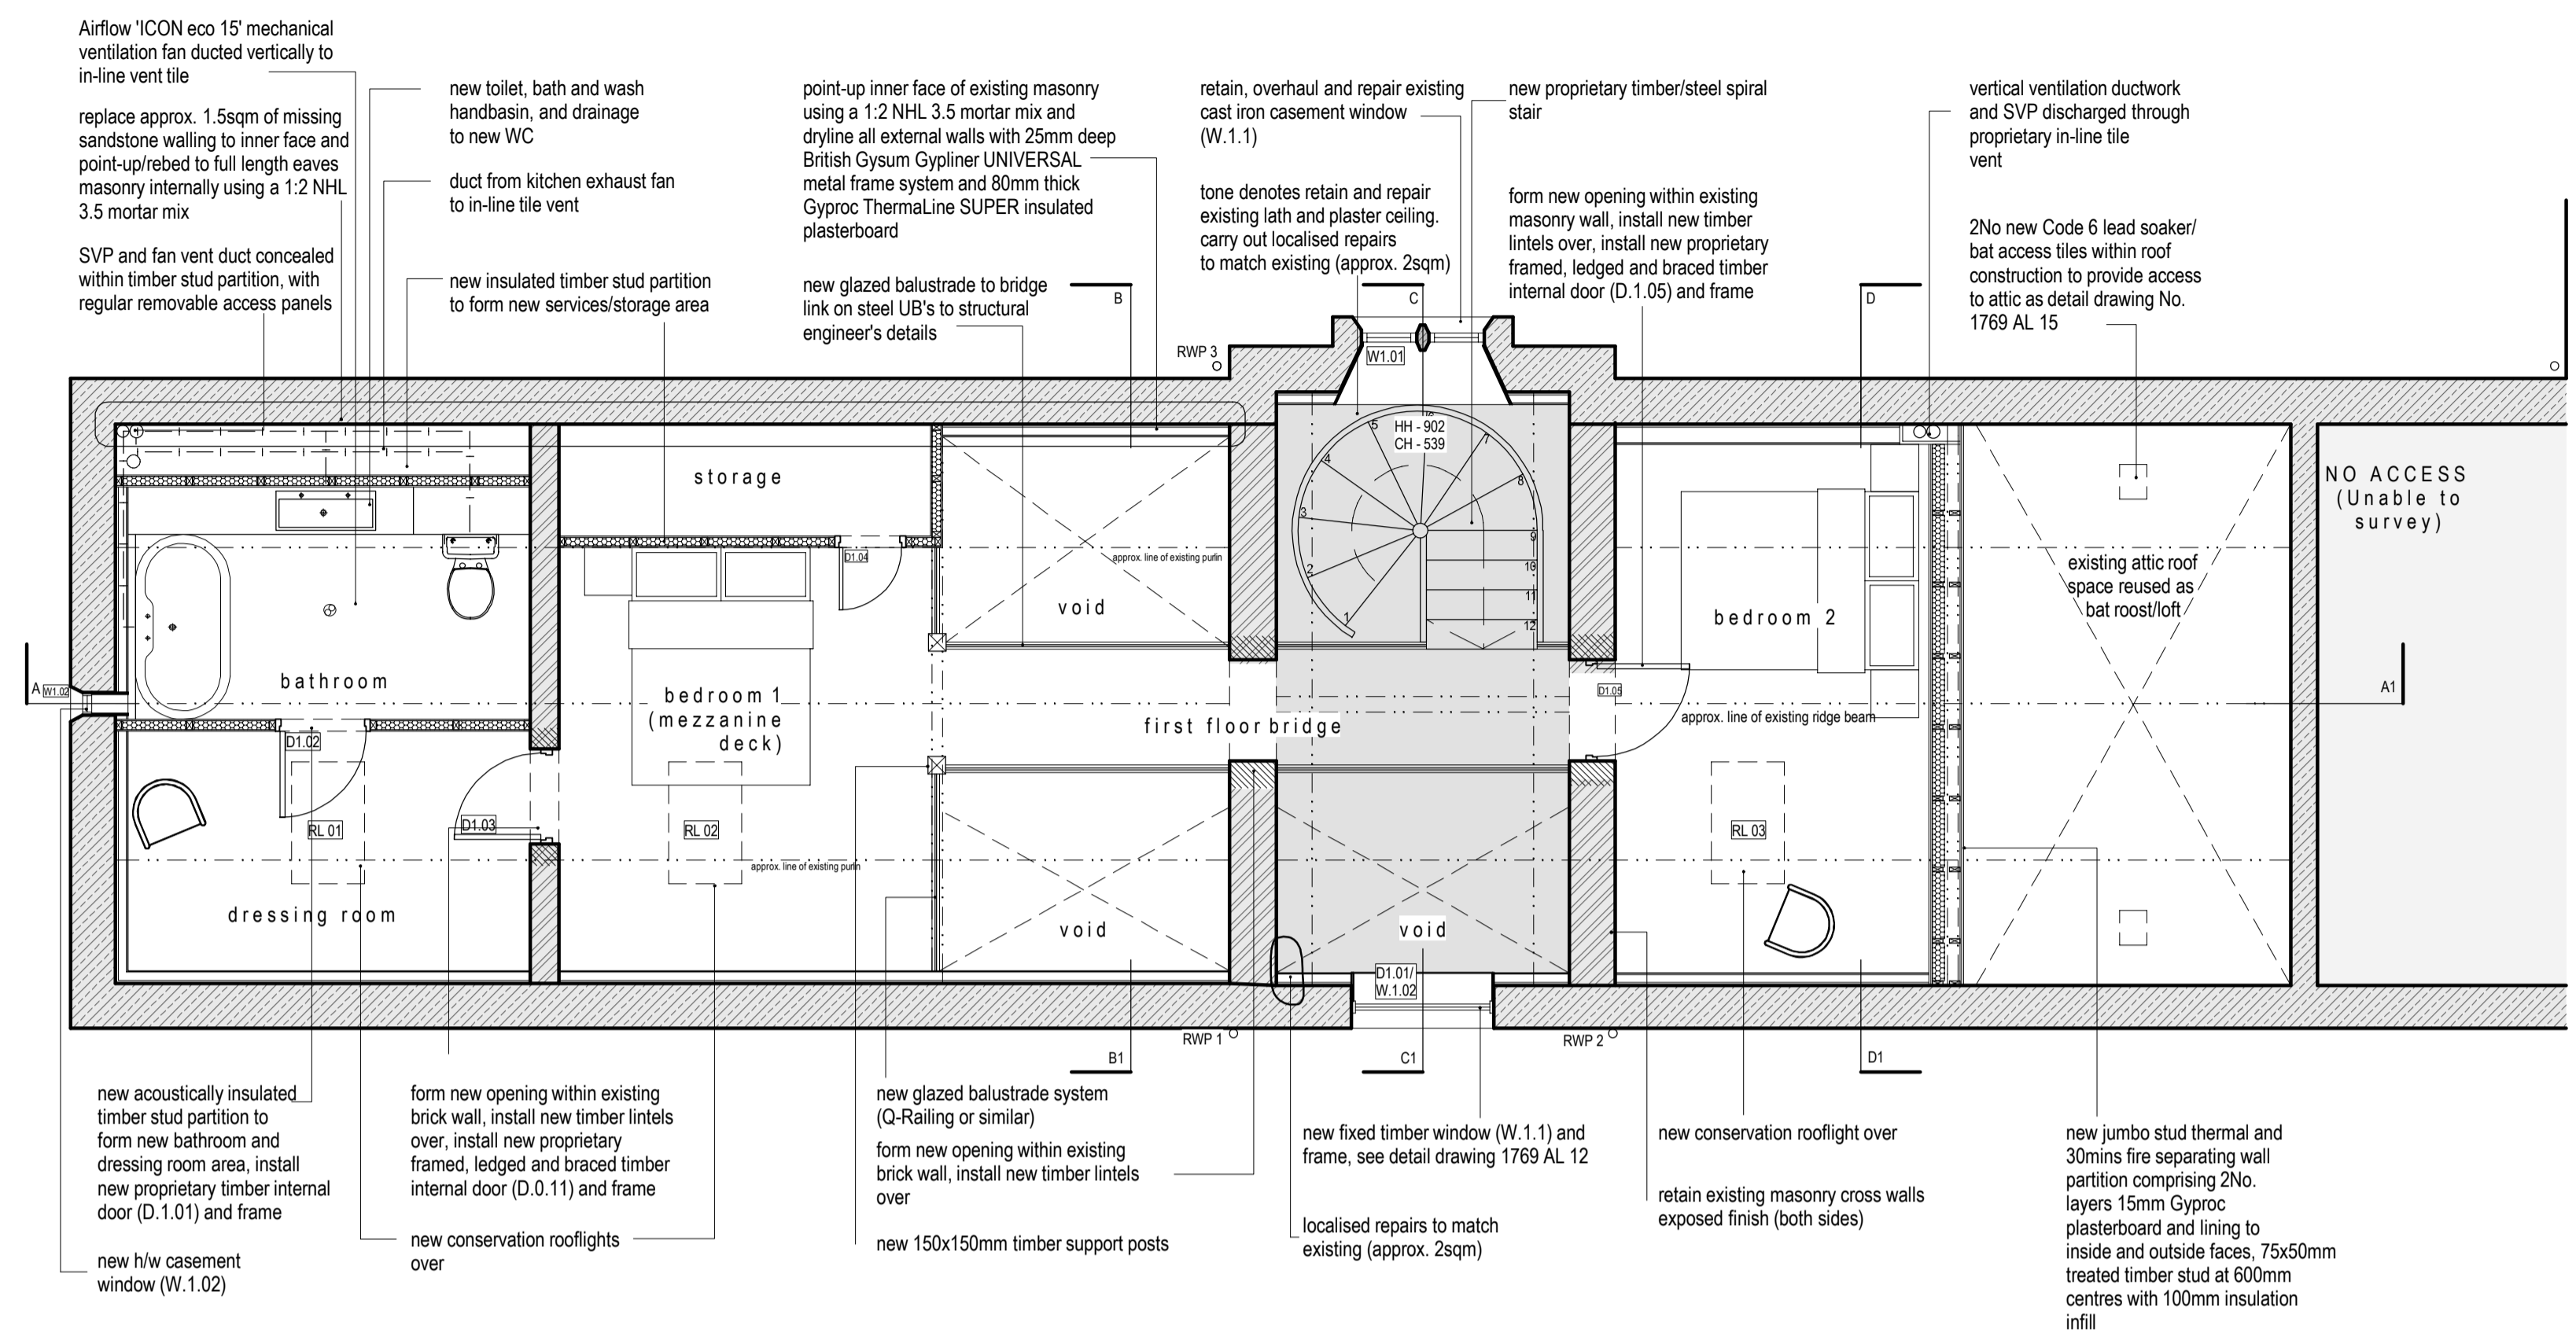 Airflow 'ICON eco 15' mechanical
ventilation fan ducted vertically to
in-line vent tile
replace approx. 1.5sqm of missing
sandstone walling to inner face and
point-up/rebed to full length eaves
masonry internally using a 1:2 NHL
3.5 mortar mix
SVP and fan vent duct concealed
within timber stud partition, with
regular removable access panels
new toilet, bath and wash
handbasin, and drainage
to new WC
duct from kitchen exhaust fan
to in-line tile vent
new insulated timber stud partition
to form new services/storage area
point-up inner face of existing masonry
using a 1:2 NHL 3.5 mortar mix and
dryline all external walls with 25mm deep
British Gysum Gypliner UNIVERSAL
metal frame system and 80mm thick
Gyproc ThermaLine SUPER insulated
plasterboard
new glazed balustrade to bridge
link on steel UB's to structural
engineer's details
retain, overhaul and repair existing
cast iron casement window
(W.1.1)
tone denotes retain and repair
existing lath and plaster ceiling.
carry out localised repairs
to match existing (approx. 2sqm)
new proprietary timber/steel spiral
stair
form new opening within existing
masonry wall, install new timber
lintels over, install new proprietary
framed, ledged and braced timber
internal door (D.1.05) and frame
vertical ventilation ductwork
and SVP discharged through
proprietary in-line tile
vent
2No new Code 6 lead soaker/
bat access tiles within roof
construction to provide access
to attic as detail drawing No.
1769 AL 15
B
C
D
RWP 3
W1.01
HH - 902
CH - 539
1
2
3
4
5
6
7
8
9
10
11
12
storage
D1.04
approx. line of existing purlin
void
bedroom 2
NO ACCESS
(Unable to
survey)
existing attic roof
space reused as
bat roost/loft
A
W1.02
bathroom
bedroom 1
(mezzanine
deck)
first floor bridge
D1.05
approx. line of existing ridge beam
A1
D1.02
RL 01
D1.03
RL 02
RL 03
approx. line of existing purlin
dressing room
void
void
D1.01/
W.1.02
RWP 1
RWP 2
B1
C1
D1
new acoustically insulated
timber stud partition to
form new bathroom and
dressing room area, install
new proprietary timber internal
door (D.1.01) and frame
new h/w casement
window (W.1.02)
form new opening within existing
brick wall, install new timber lintels
over, install new proprietary
framed, ledged and braced timber
internal door (D.0.11) and frame
new conservation rooflights
over
new glazed balustrade system
(Q-Railing or similar)
form new opening within existing
brick wall, install new timber lintels
over
new 150x150mm timber support posts
new fixed timber window (W.1.1) and
frame, see detail drawing 1769 AL 12
localised repairs to match
existing (approx. 2sqm)
new conservation rooflight over
retain existing masonry cross walls
exposed finish (both sides)
new jumbo stud thermal and
30mins fire separating wall
partition comprising 2No.
layers 15mm Gyproc
plasterboard and lining to
inside and outside faces, 75x50mm
treated timber stud at 600mm
centres with 100mm insulation
infill